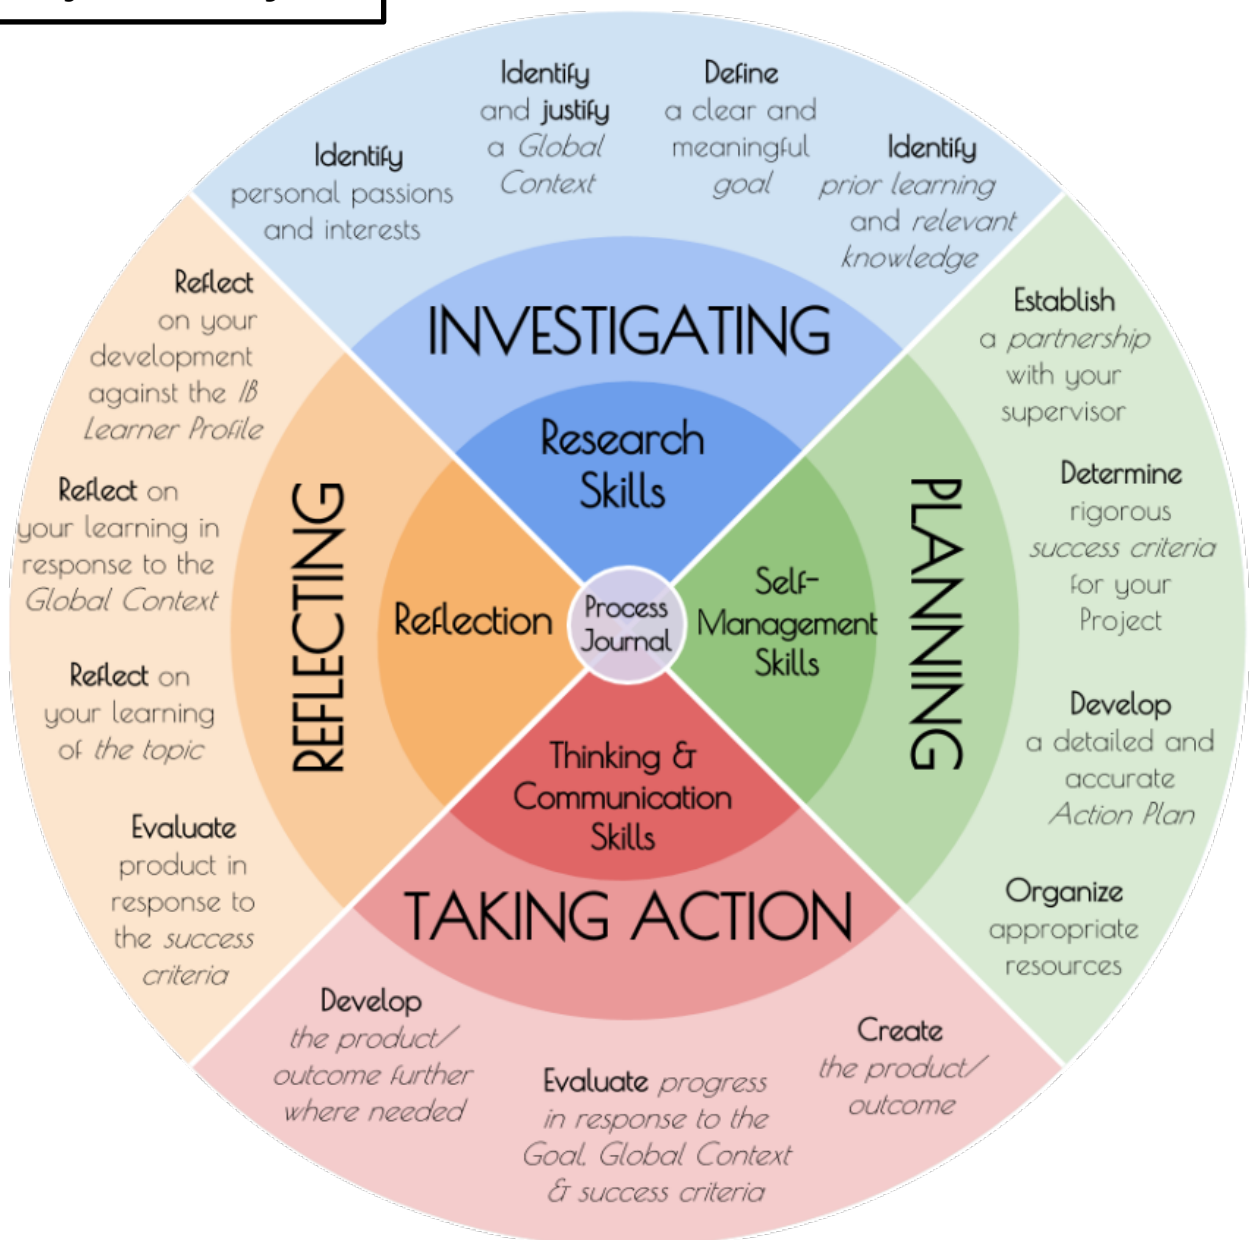 Identify
and justify
a Global
Context
Define
a clear and
meaningful
goal
Identify
personal passions
and interests
Identify
prior learning
and relevant
knowledge
INVESTIGATING
Research
Skills
Establish
a partnership
with your
supervisor
Determine
rigorous
success criteria
for your
Project
Develop
a detailed and
accurate
Action Plan
Organize
appropriate
resources
PLANNING
Self-
Management
Skills
Process
Journal
Create
the product/
outcome
Evaluate progress
in response to the
Goal, Global Context
& success criteria
Develop
the product/
outcome further
where needed
TAKING ACTION
Thinking &
Communication
Skills
Evaluate
product in
response to
the success
criteria
Reflect on
your learning
of the topic
Reflect on
your learning in
response to the
Global Context
Reflect
on your
development
against the IB
Learner Profile
REFLECTING
Reflection